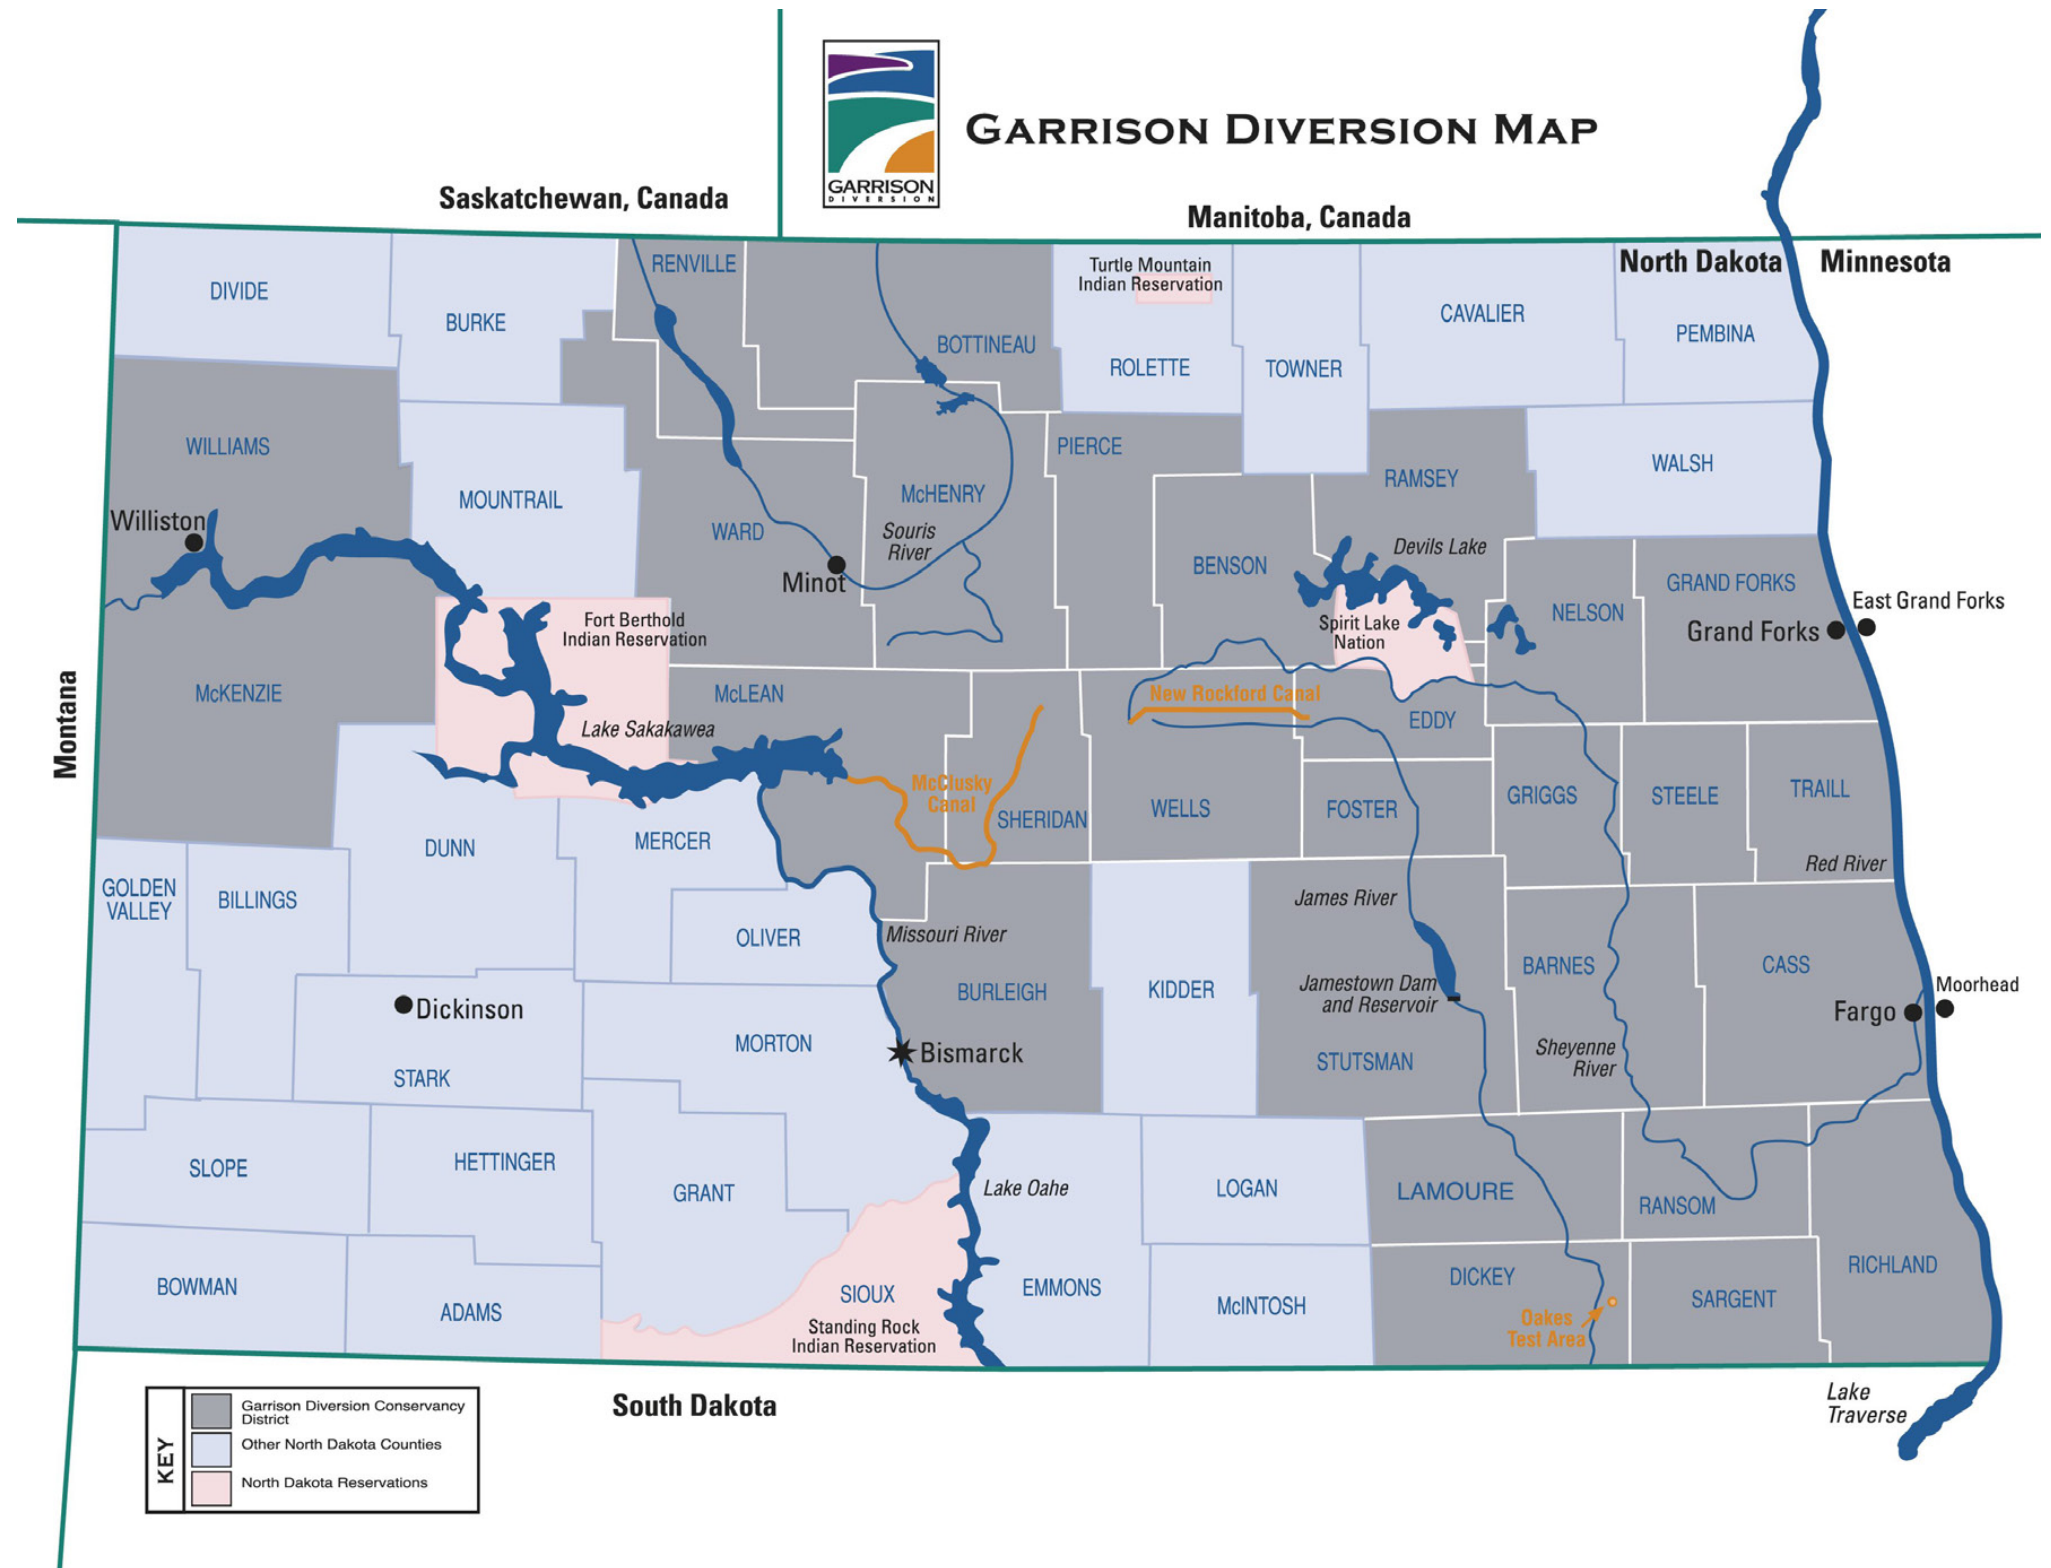 GARRISON DIVERSION MAP
GARRISON
DIVERSION
Saskatchewan, Canada
Manitoba, Canada
North Dakota
Minnesota
DIVIDE
BURKE
RENVILLE
BOTTINEAU
Turtle Mountain
Indian Reservation
ROLETTE
TOWNER
CAVALIER
PEMBINA
WILLIAMS
Williston
MOUNTRAIL
WARD
Minot
McHENRY
Souris
River
PIERCE
BENSON
RAMSEY
Devils Lake
WALSH
Spirit Lake
Nation
NELSON
GRAND FORKS
Grand Forks
East Grand Forks
Montana
McKENZIE
Fort Berthold
Indian Reservation
Lake Sakakawea
McLEAN
McClusky
Canal
SHERIDAN
New Rockford Canal
EDDY
WELLS
FOSTER
GRIGGS
STEELE
TRAILL
Red River
GOLDEN
VALLEY
BILLINGS
DUNN
MERCER
OLIVER
Missouri River
BURLEIGH
KIDDER
James River
Jamestown Dam
and Reservoir
STUTSMAN
BARNES
Sheyenne
River
CASS
Fargo
Moorhead
Dickinson
STARK
MORTON
Bismarck
SLOPE
HETTINGER
GRANT
Lake Oahe
LOGAN
LAMOURE
RANSOM
BOWMAN
ADAMS
SIOUX
Standing Rock
Indian Reservation
EMMONS
McINTOSH
DICKEY
Oakes
Test Area
SARGENT
RICHLAND
South Dakota
Lake
Traverse
KEY
Garrison Diversion Conservancy
District
Other North Dakota Counties
North Dakota Reservations